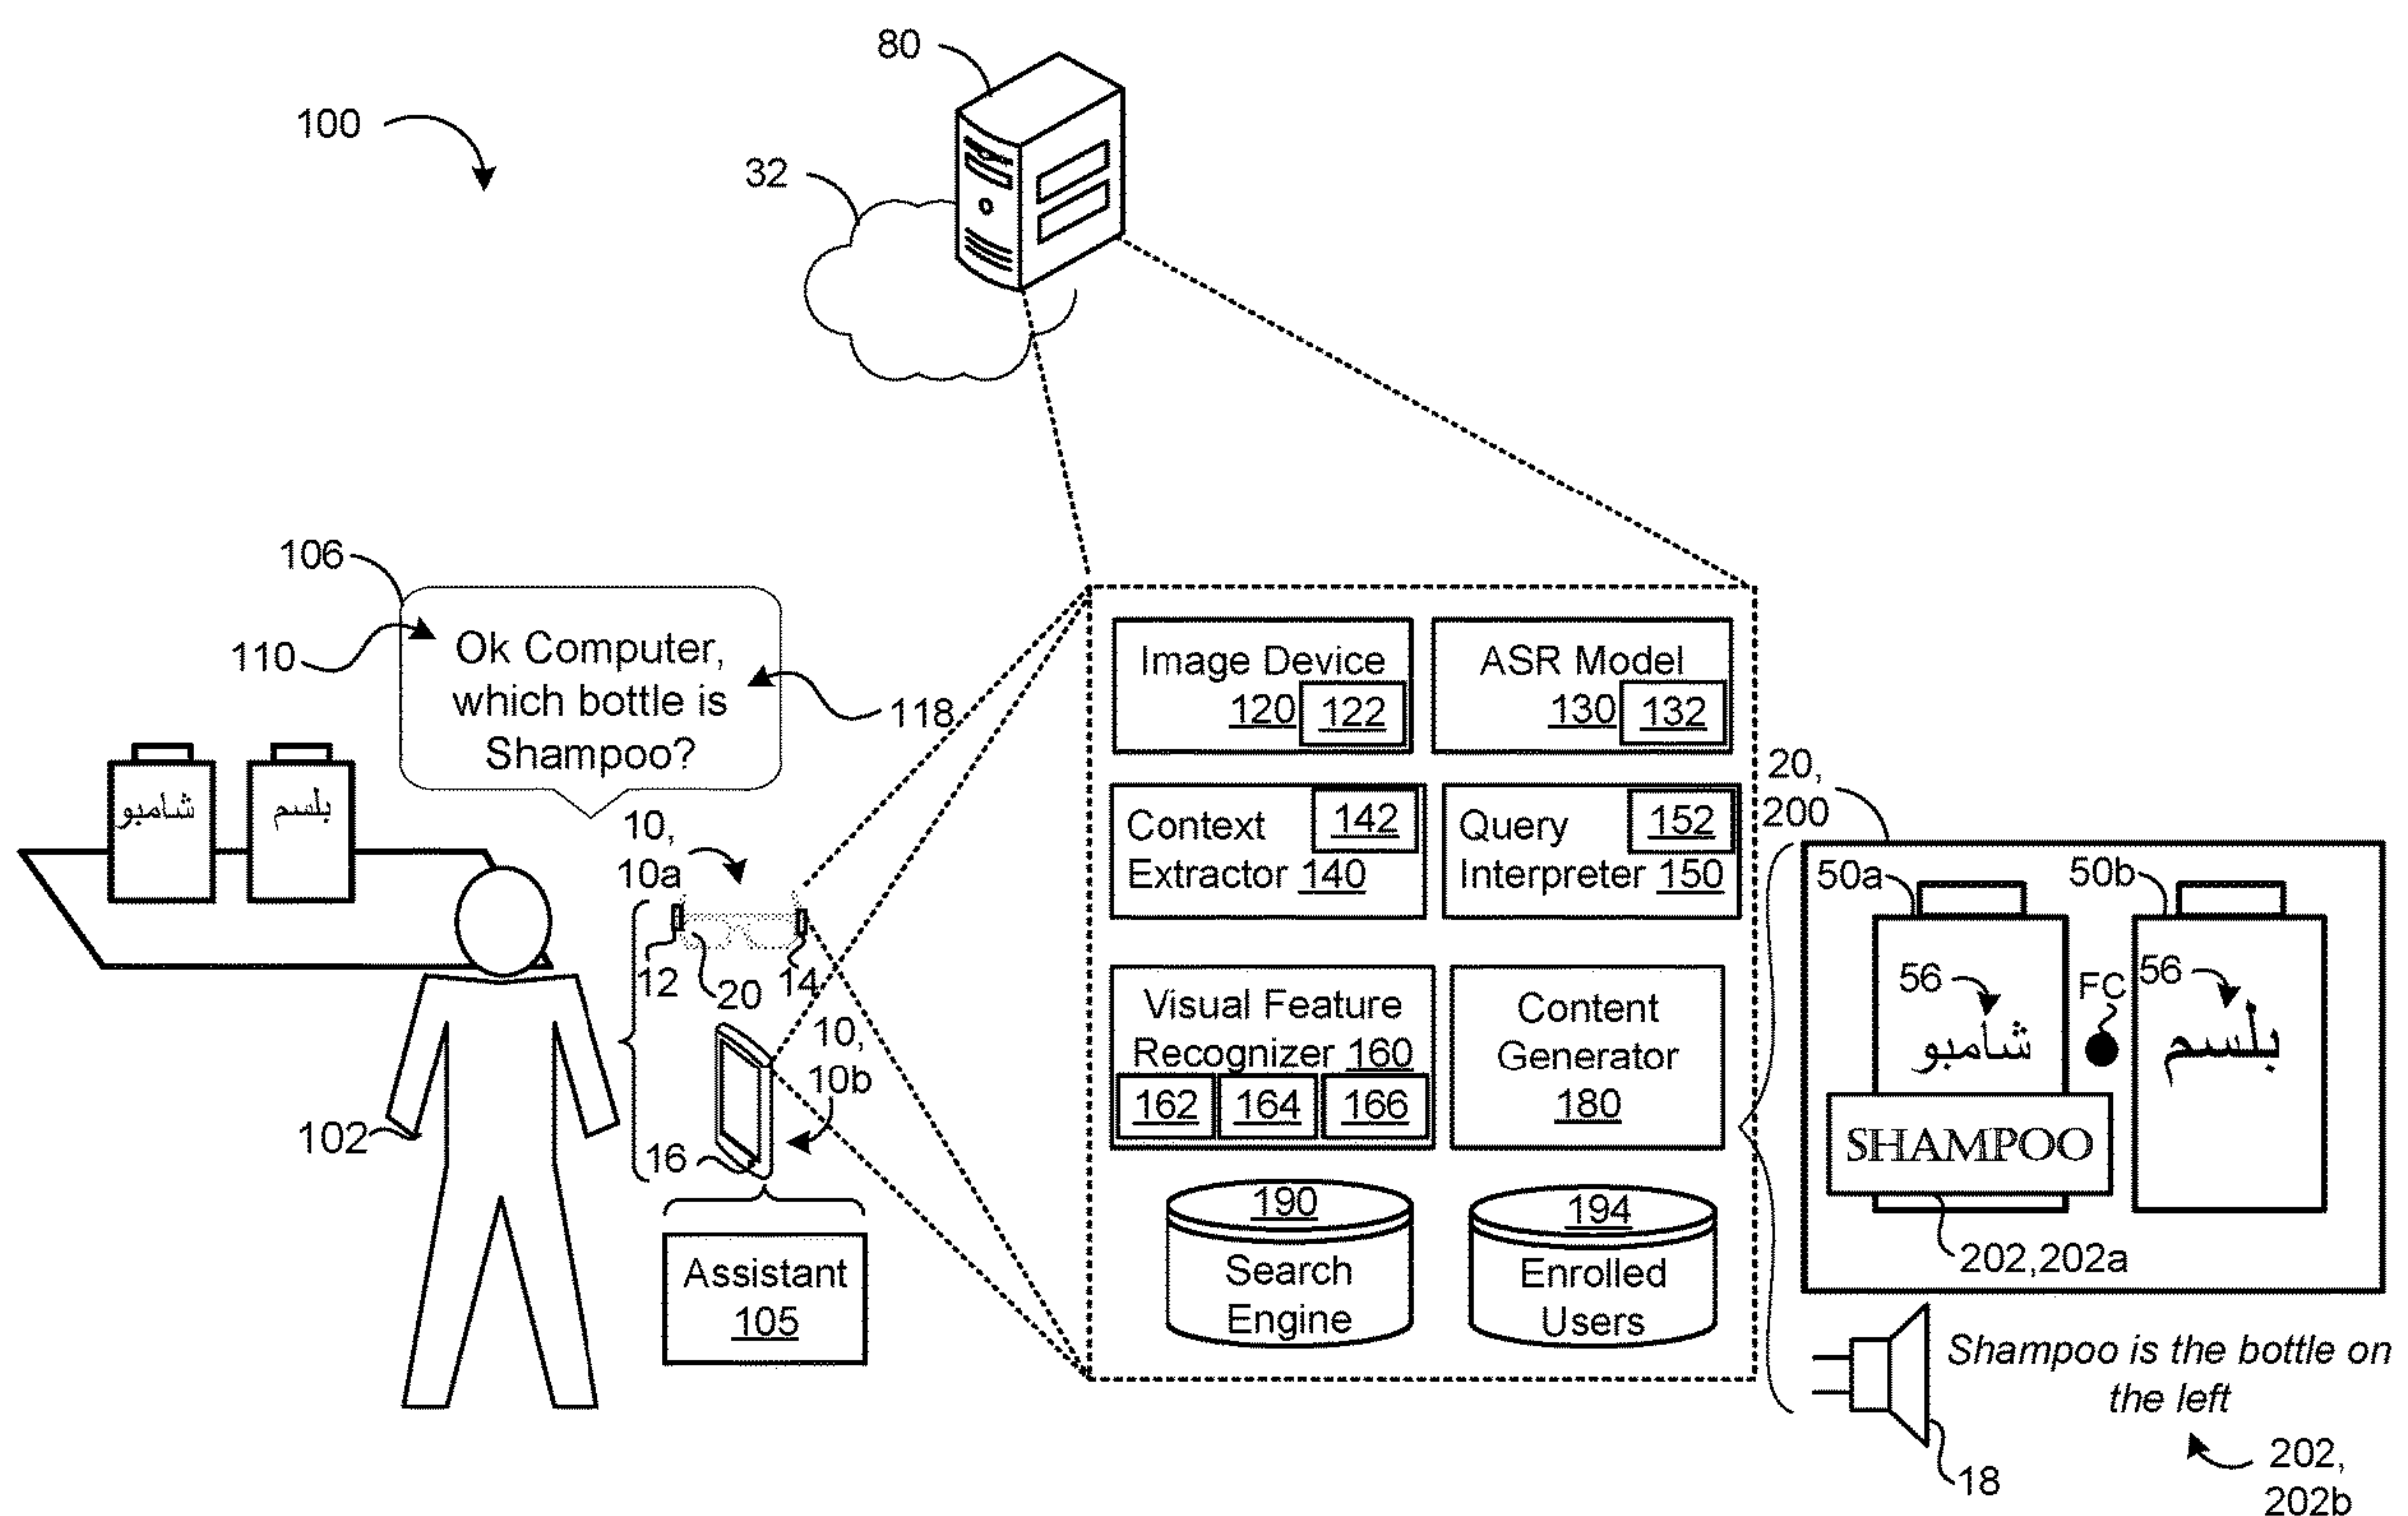 80
100
32
106
110
Ok Computer,
which bottle is
Shampoo?
118
شامبو
بلسم
10,
10a
12
20
14
10,
10b
16
102
Assistant
105
Image Device
120 122
ASR Model
130 132
Context
Extractor 140
142
Query
Interpreter 150
152
Visual Feature
Recognizer 160
162 164 166
Content
Generator
180
190
Search
Engine
194
Enrolled
Users
20,
200
50a
50b
56
شامبو
FC
56
بلسم
SHAMPOO
202,202a
Shampoo is the bottle on
the left
18
202,
202b